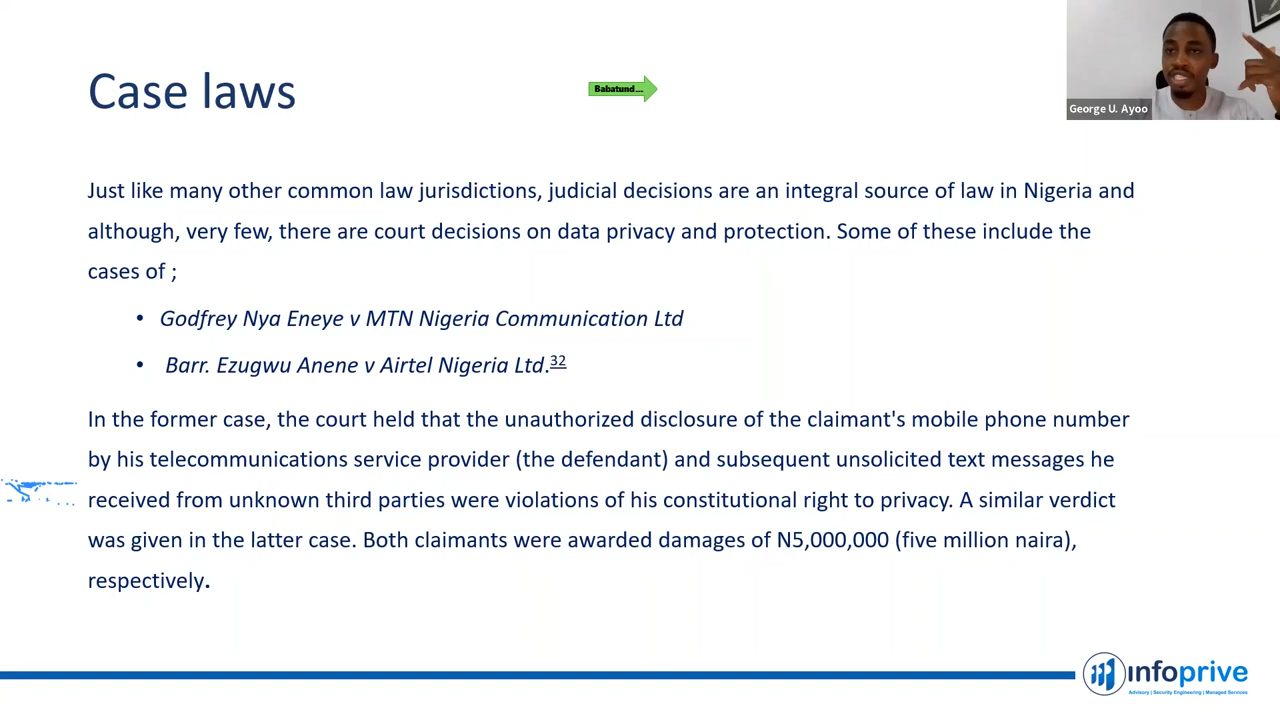 Case laws
Babatund...
George U. Ayoo
Just like many other common law jurisdictions, judicial decisions are an integral source of law in Nigeria and
although, very few, there are court decisions on data privacy and protection. Some of these include the
cases of ;
• Godfrey Nya Eneye v MTN Nigeria Communication Ltd
• Barr. Ezugwu Anene v Airtel Nigeria Ltd.32
In the former case, the court held that the unauthorized disclosure of the claimant's mobile phone number
by his telecommunications service provider (the defendant) and subsequent unsolicited text messages he
received from unknown third parties were violations of his constitutional right to privacy. A similar verdict
was given in the latter case. Both claimants were awarded damages of N5,000,000 (five million naira),
respectively.
infoprive
Advisory | Security Engineering | Managed Services